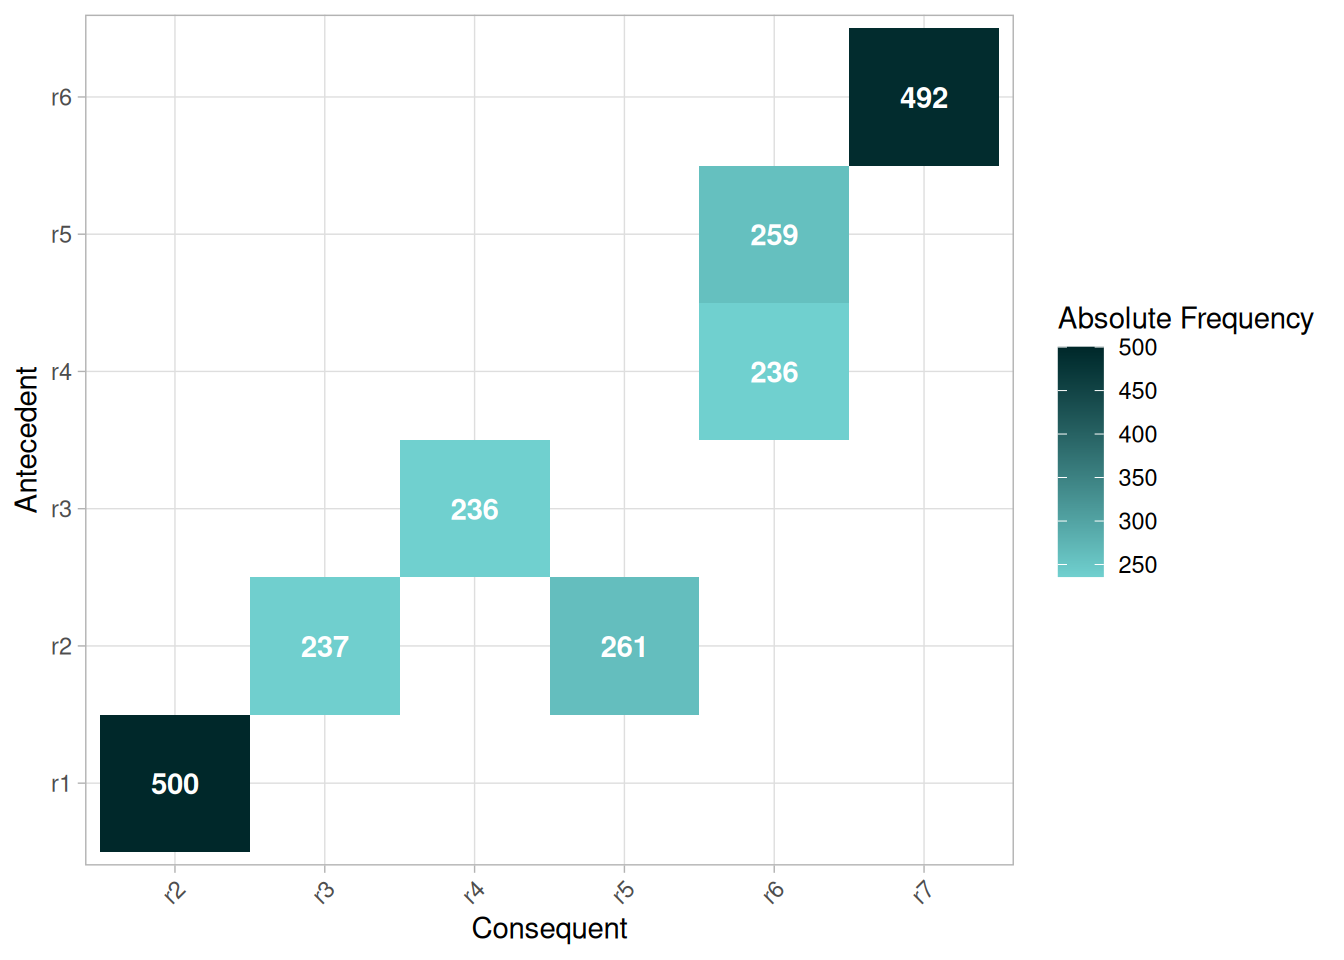 r6
492
r5
259
Absolute Frequency
500
450
r4
236
400
350
r3
236
300
250
r2
237
261
r1
500
r2
r3
r4
r5
r6
r7
Antecedent
Consequent